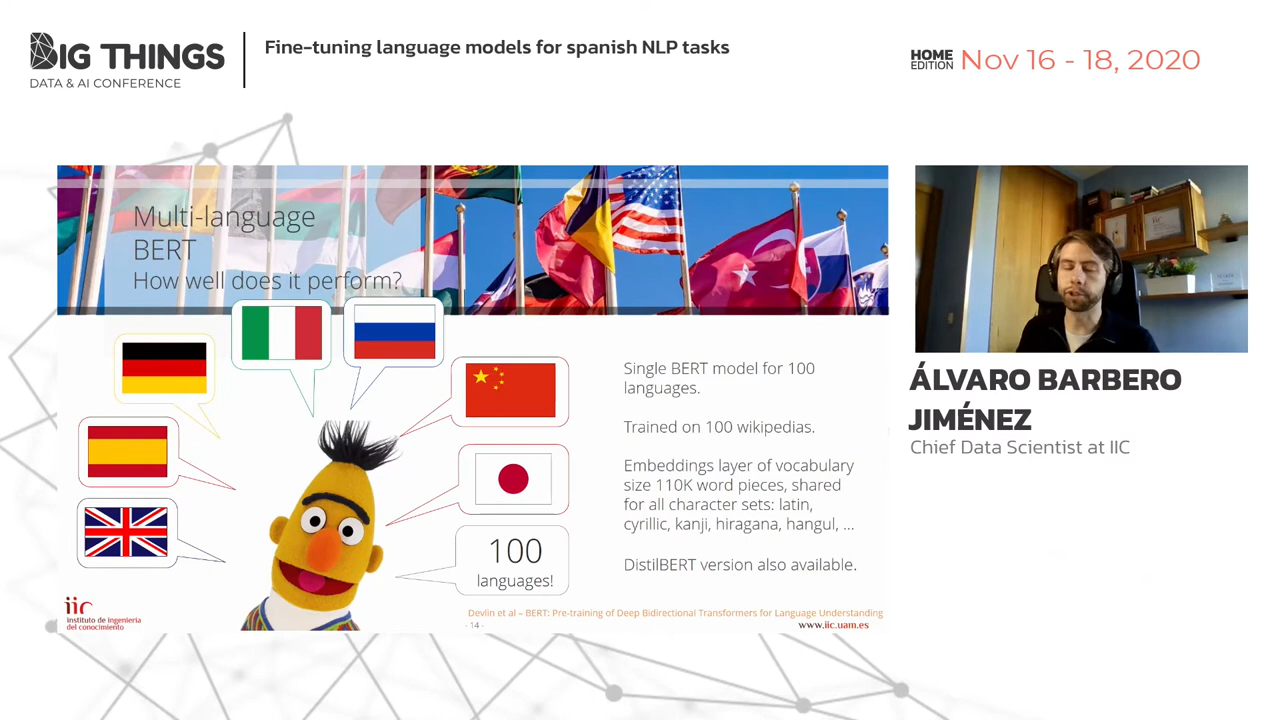 BIG THINGS
DATA & AI CONFERENCE
Fine-tuning language models for spanish NLP tasks
HOME
EDITION
Nov 16 - 18, 2020
Multi-language
BERT
How well does it perform?
100
languages!
Single BERT model for 100
languages.
Trained on 100 wikipedias.
Embeddings layer of vocabulary
size 110K word pieces, shared
for all character sets: latin,
cyrillic, kanji, hiragana, hangul, ...
DistilBERT version also available.
Devlin et al – BERT: Pre-training of Deep Bidirectional Transformers for Language Understanding
iic
instituto de ingeniería
del conocimiento
- 14 -
www.iic.uam.es
ÁLVARO BARBERO
JIMÉNEZ
Chief Data Scientist at IIC